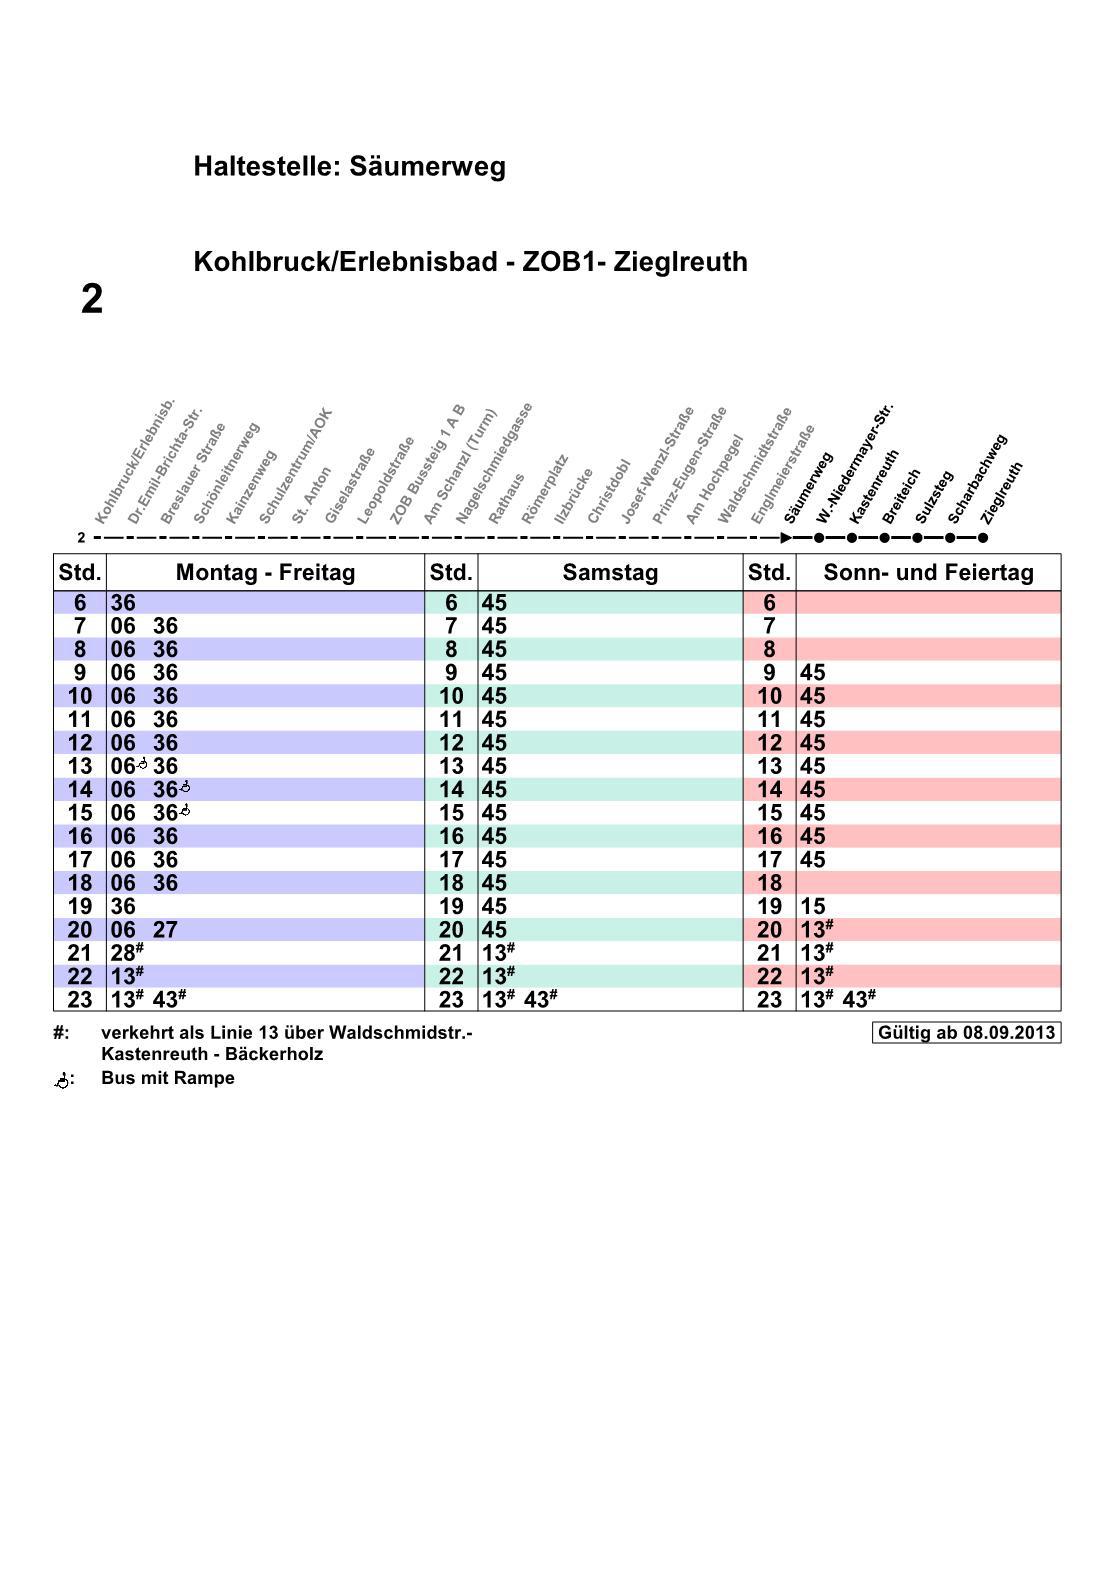 Haltestelle: Säumerweg
Kohlbruck/Erlebnisbad - ZOB1- Zieglreuth
2
Kohlbruck/Erlebnisb.
Dr.Emil-Brichta-Str.
Breslauer Straße
Schönleitnerweg
Kainzenweg
Schulzentrum/AOK
St. Anton
Giselastraße
Leopoldstraße
ZOB Bussteig 1 A B
Am Schanzl (Turm)
Nagelschmiedgasse
Rathaus
Römerplatz
Ilzbrücke
Christdobl
Josef-Wenzl-Straße
Prinz-Eugen-Straße
Am Hochpegel
Waldschmidtstraße
Englmeierstraße
Säumerweg
W.-Niedermayer-Str.
Kastenreuth
Breiteich
Sulzsteg
Scharbachweg
Zieglreuth
2
Std. Montag - Freitag Std. Samstag Std. Sonn- und Feiertag
6 36 6 45 6
7 06 36 7 45 7
8 06 36 8 45 8
9 06 36 9 45 9 45
10 06 36 10 45 10 45
11 06 36 11 45 11 45
12 06 36 12 45 12 45
13 06 36 13 45 13 45
14 06 36 14 45 14 45
15 06 36 15 45 15 45
16 06 36 16 45 16 45
17 06 36 17 45 17 45
18 06 36 18 45 18
19 36 19 45 19 15
20 06 27 20 45 20 13#
21 28# 21 13# 21 13#
22 13# 22 13# 22 13#
23 13# 43# 23 13# 43# 23 13# 43#
#: verkehrt als Linie 13 über Waldschmidstr.-
Kastenreuth - Bäckerholz
Gültig ab 08.09.2013
: Bus mit Rampe